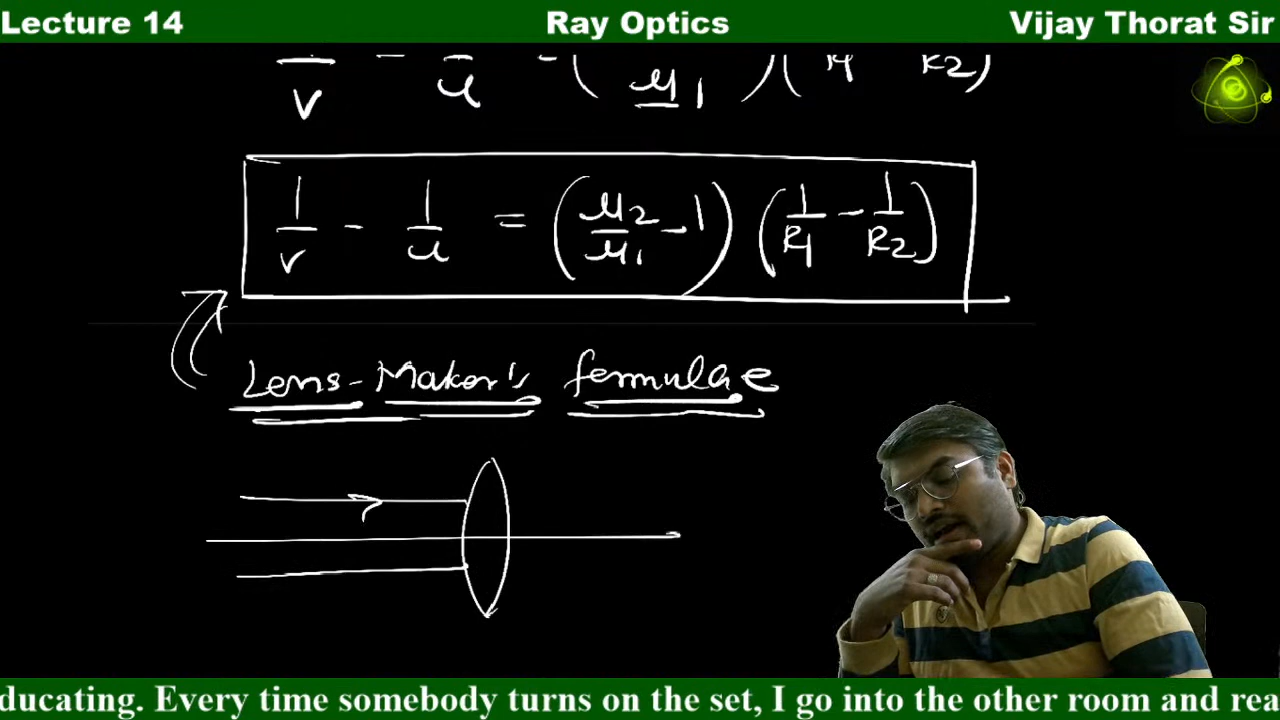 Lecture 14 Ray Optics Vijay Thorat Sir
1/v - 1/u = (μ2/μ1 - 1) (1/R1 - 1/R2)
Lens-Maker's formulae
ducating. Every time somebody turns on the set, I go into the other room and rea